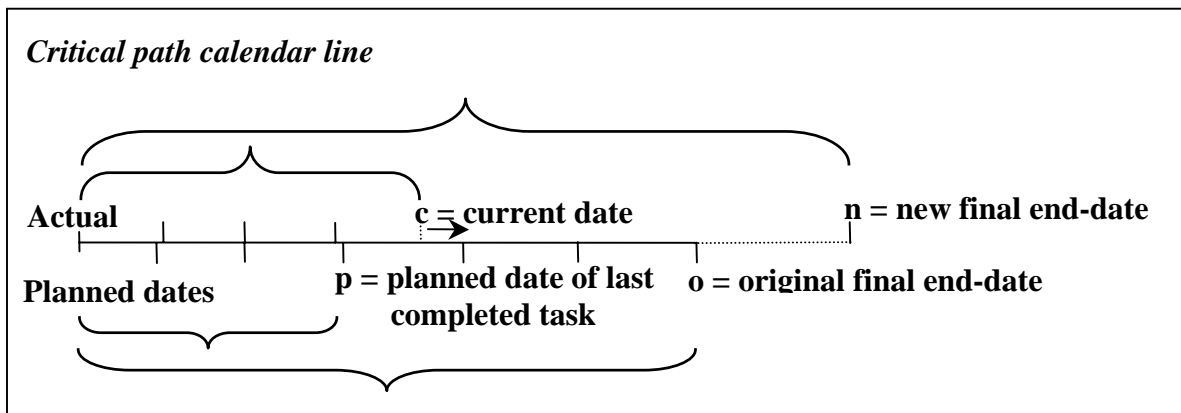 Critical path calendar line
Actual
c = current date
n = new final end-date
Planned dates
p = planned date of last
completed task
o = original final end-date